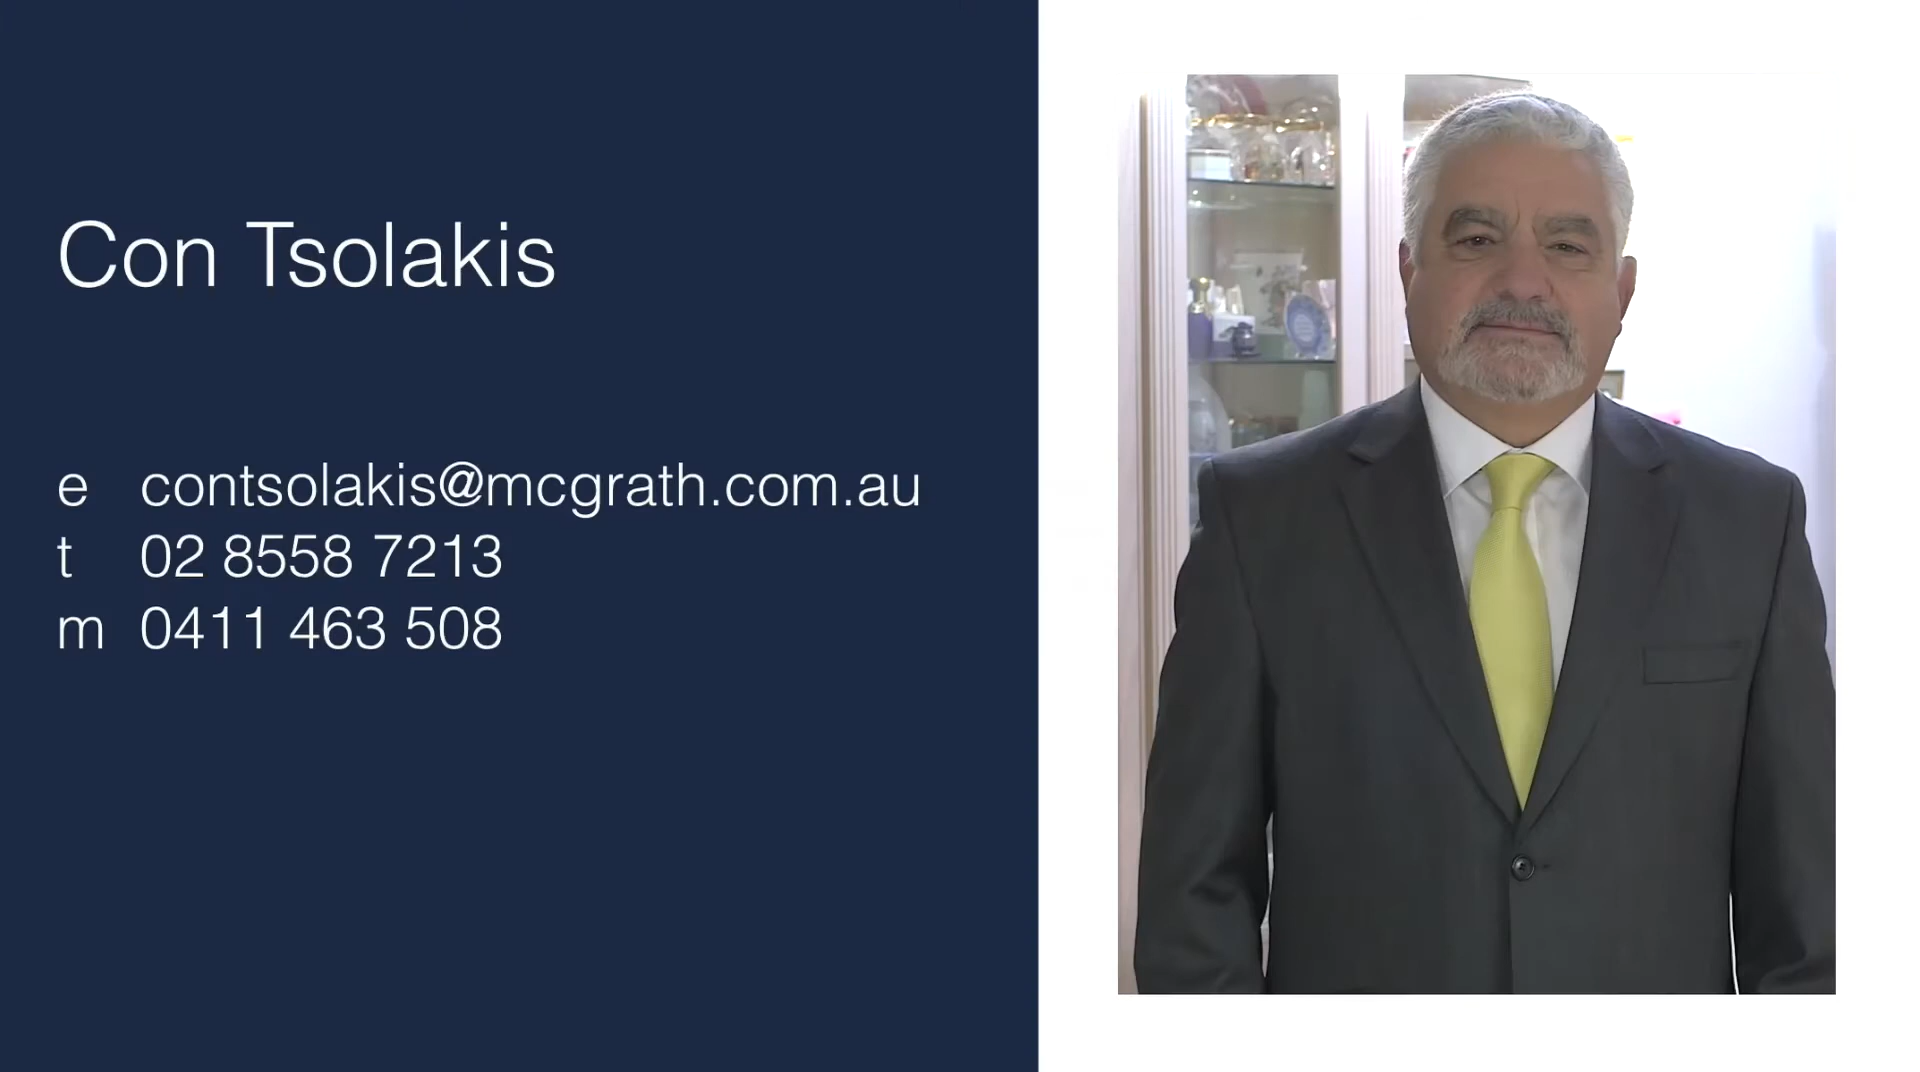 Con Tsolakis
e contsolakis@mcgrath.com.au
t 02 8558 7213
m 0411 463 508